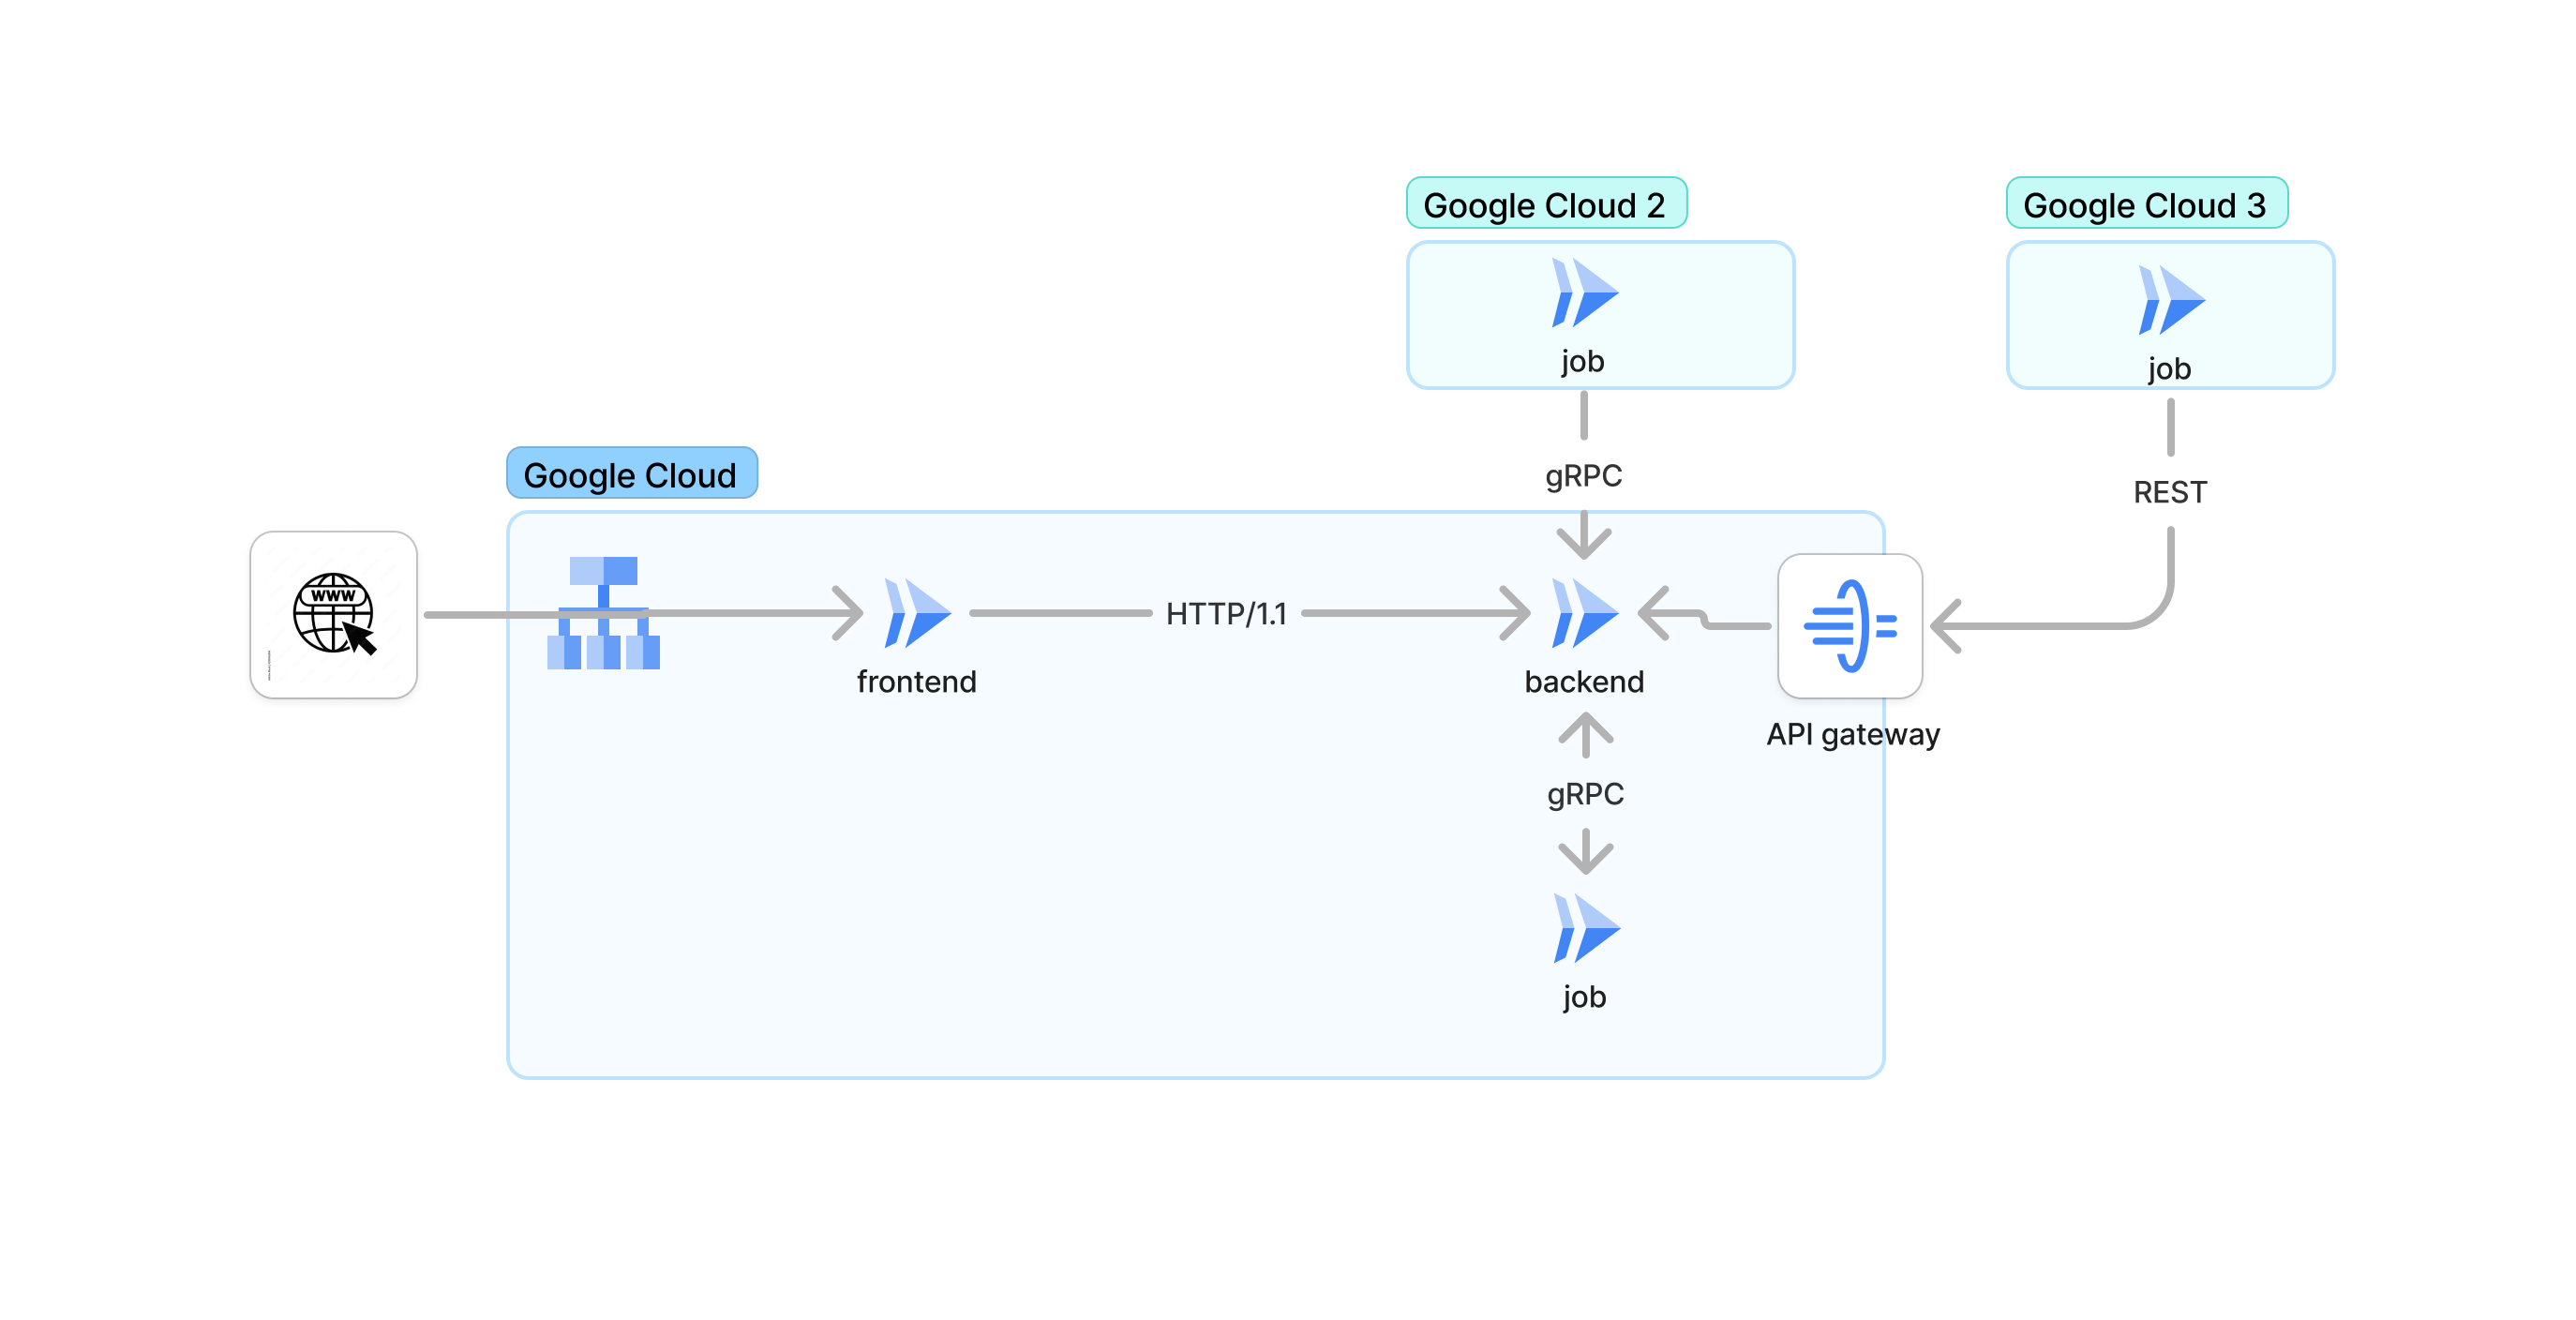 Google Cloud 2
Google Cloud 3
job
job
gRPC
REST
Google Cloud
www
frontend
HTTP/1.1
backend
API gateway
gRPC
job